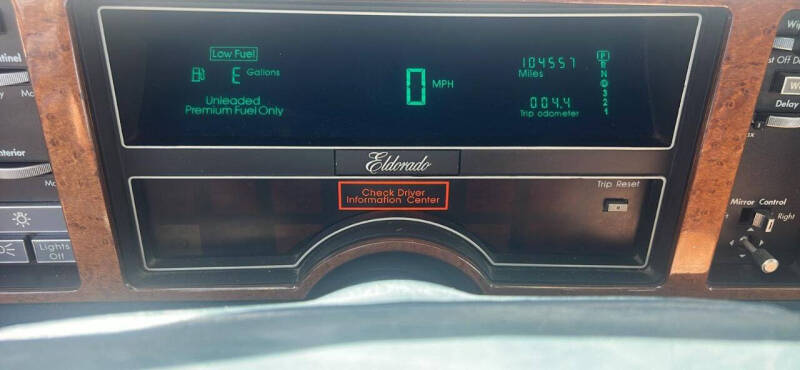 Low Fuel
E Gallons
Unleaded
Premium Fuel Only
0 MPH
104557
Miles
004.4
Trip odometer
P
R
N
D
3
2
1
Eldorado
Check Driver
Information Center
Trip Reset
Lights
Off
Off
Delay
Mirror Control
Right